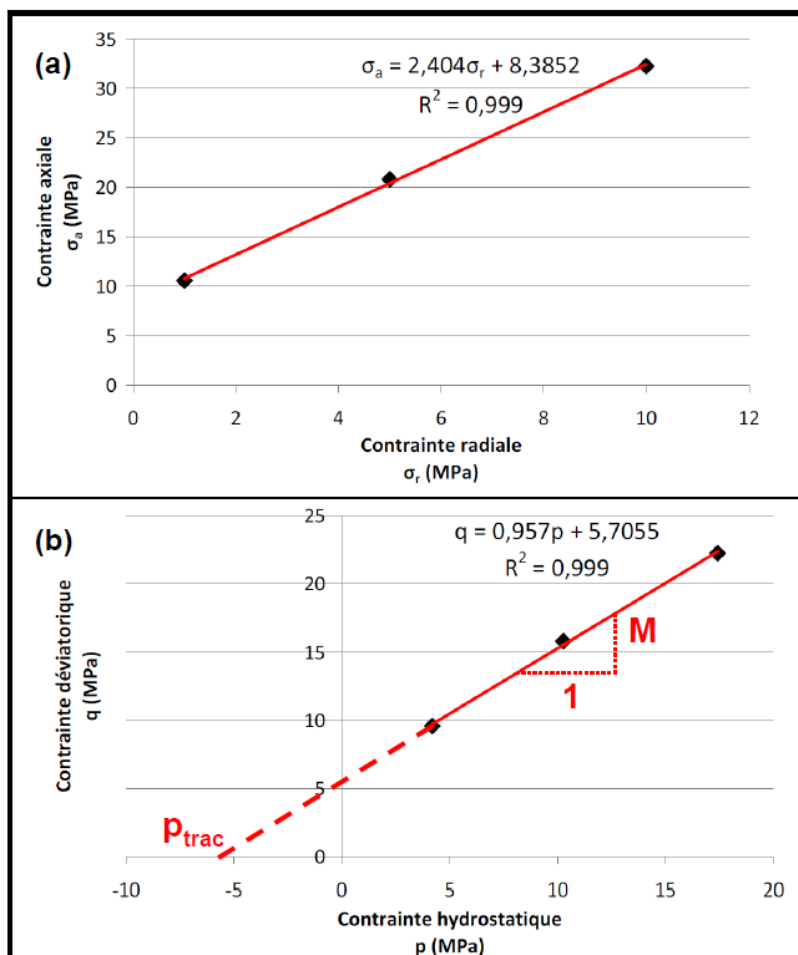 (a)
σa = 2,404σr + 8,3852
R² = 0,999
35
30
25
20
15
10
5
0
0 2 4 6 8 10 12
Contrainte axiale
σa (MPa)
Contrainte radiale
σr (MPa)
(b)
q = 0,957p + 5,7055
R² = 0,999
25
20
15
10
5
0
-10 -5 0 5 10 15 20
M
1
ptrac
Contrainte déviatorique
q (MPa)
Contrainte hydrostatique
p (MPa)